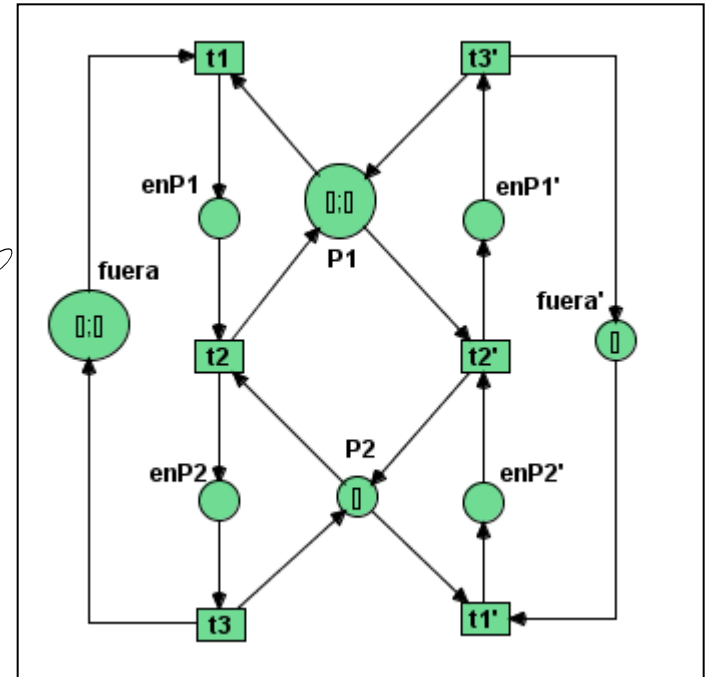 t1
t3'
enP1
enP1'
[];[]
P1
fuera
fuera'
[];[]
[]
t2
t2'
P2
enP2
enP2'
[]
t3
t1'